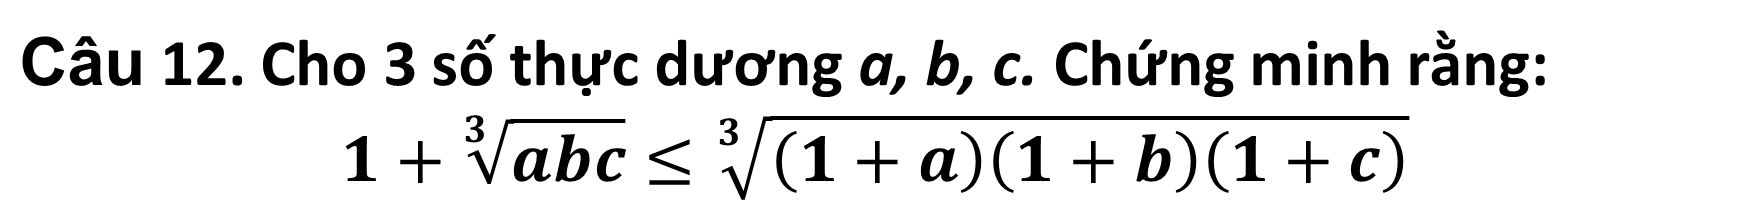 Câu 12. Cho 3 số thực dương a, b, c. Chứng minh rằng:
1 + ∛abc ≤ ∛(1 + a)(1 + b)(1 + c)